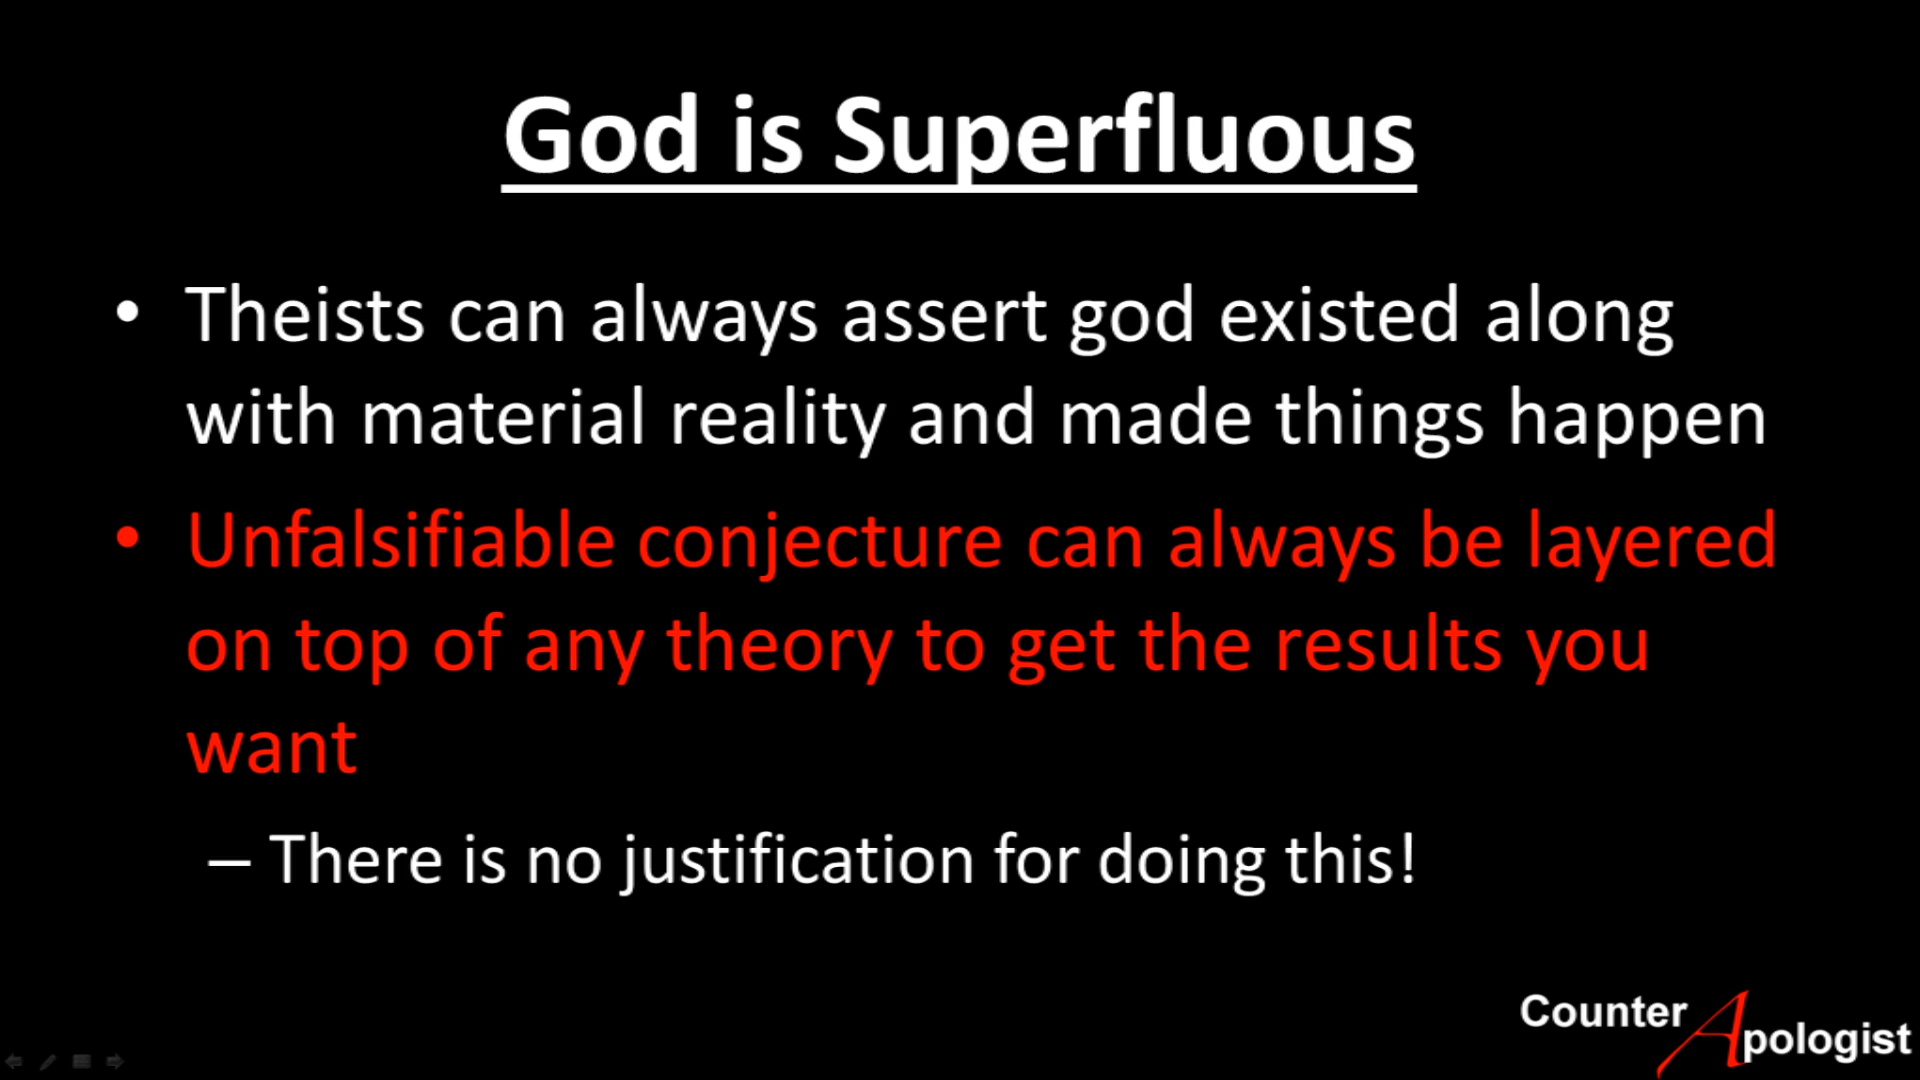 God is Superfluous
• Theists can always assert god existed along
with material reality and made things happen
• Unfalsifiable conjecture can always be layered
on top of any theory to get the results you
want
– There is no justification for doing this!
Counter
Apologist